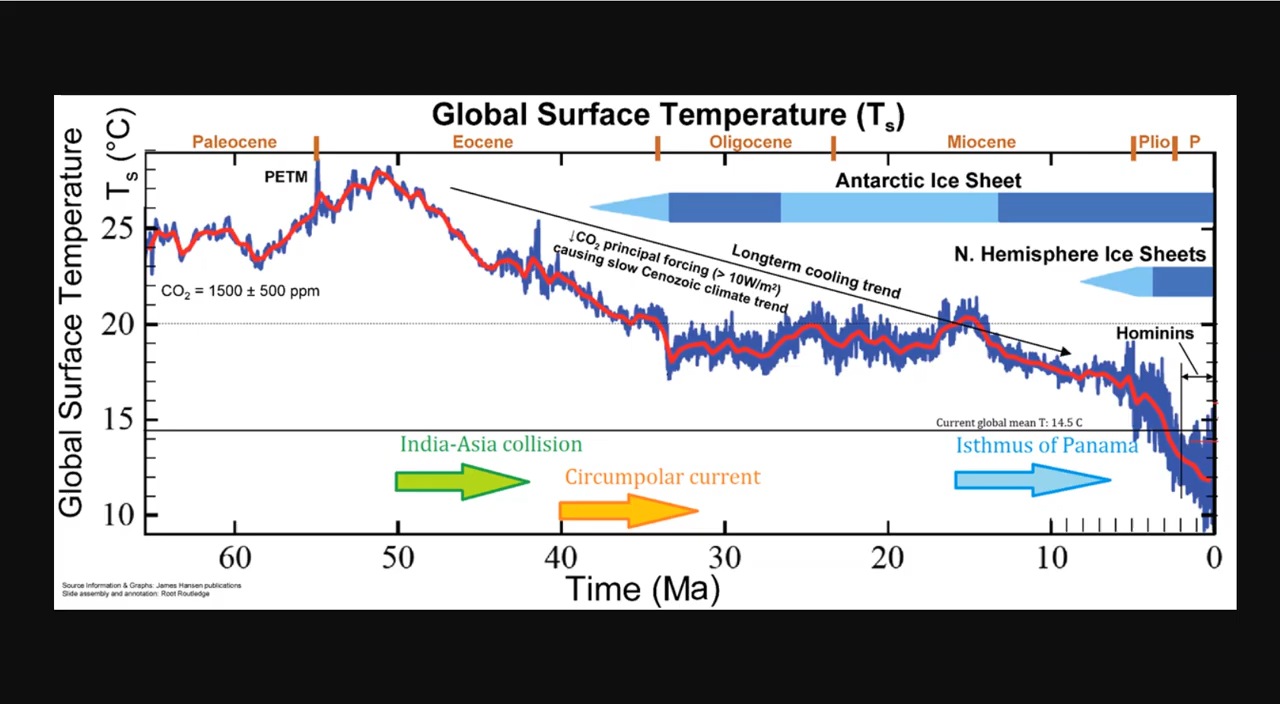 Global Surface Temperature (Tₛ)
Paleocene
Eocene
Oligocene
Miocene
Plio
P
Global Surface Temperature
Tₛ (°C)
PETM
Antarctic Ice Sheet
25
↓CO₂ principal forcing (> 10W/m²)
causing slow Cenozoic climate trend
Longterm cooling trend
N. Hemisphere Ice Sheets
CO₂ = 1500 ± 500 ppm
20
Hominins
15
Current global mean T: 14.5 C
India-Asia collision
Isthmus of Panama
Circumpolar current
10
60 50 40 30 20 10 0
Time (Ma)
Source Information & Graphs: James Hansen publications
Slide assembly and annotation: Root Routledge